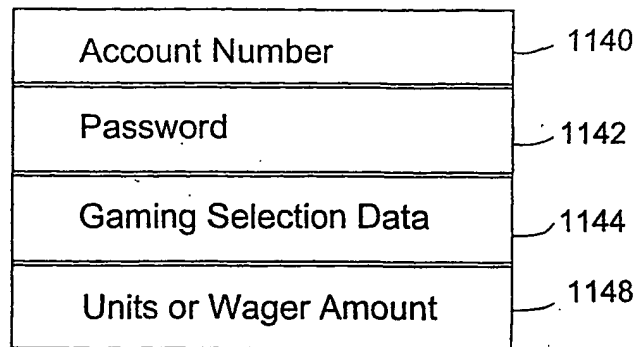 Account Number 1140
Password 1142
Gaming Selection Data 1144
Units or Wager Amount 1148